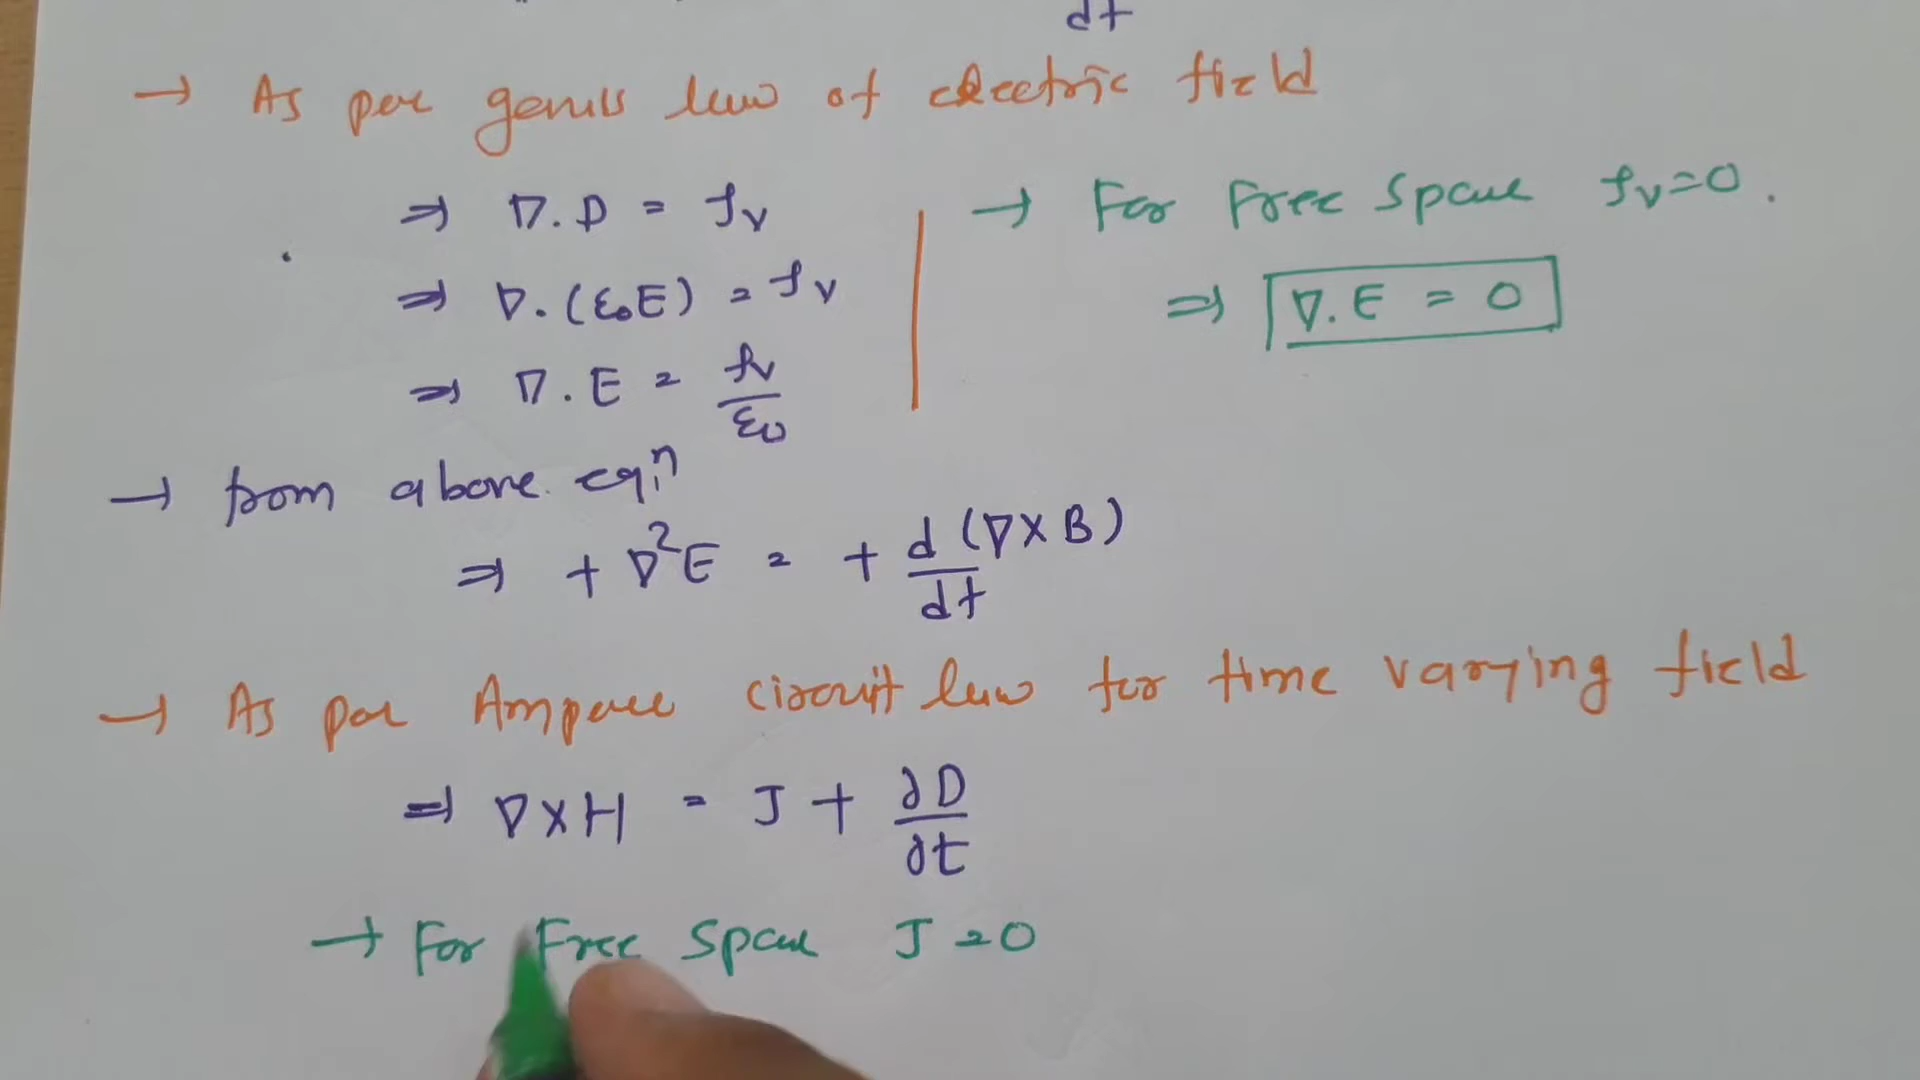 dt
→ As per gauss law of electric field
⇒ ∇.D = ρv
⇒ ∇.(ε0E) = ρv
⇒ ∇.E = ρv/ε0
→ For Free Space ρv=0.
⇒ ∇.E = 0
→ from above eqn
⇒ + ∇²E = + d/dt (∇×B)
→ As per Ampere circuit law for time varying field
⇒ ∇×H = J + ∂D/∂t
→ For Free Space J=0